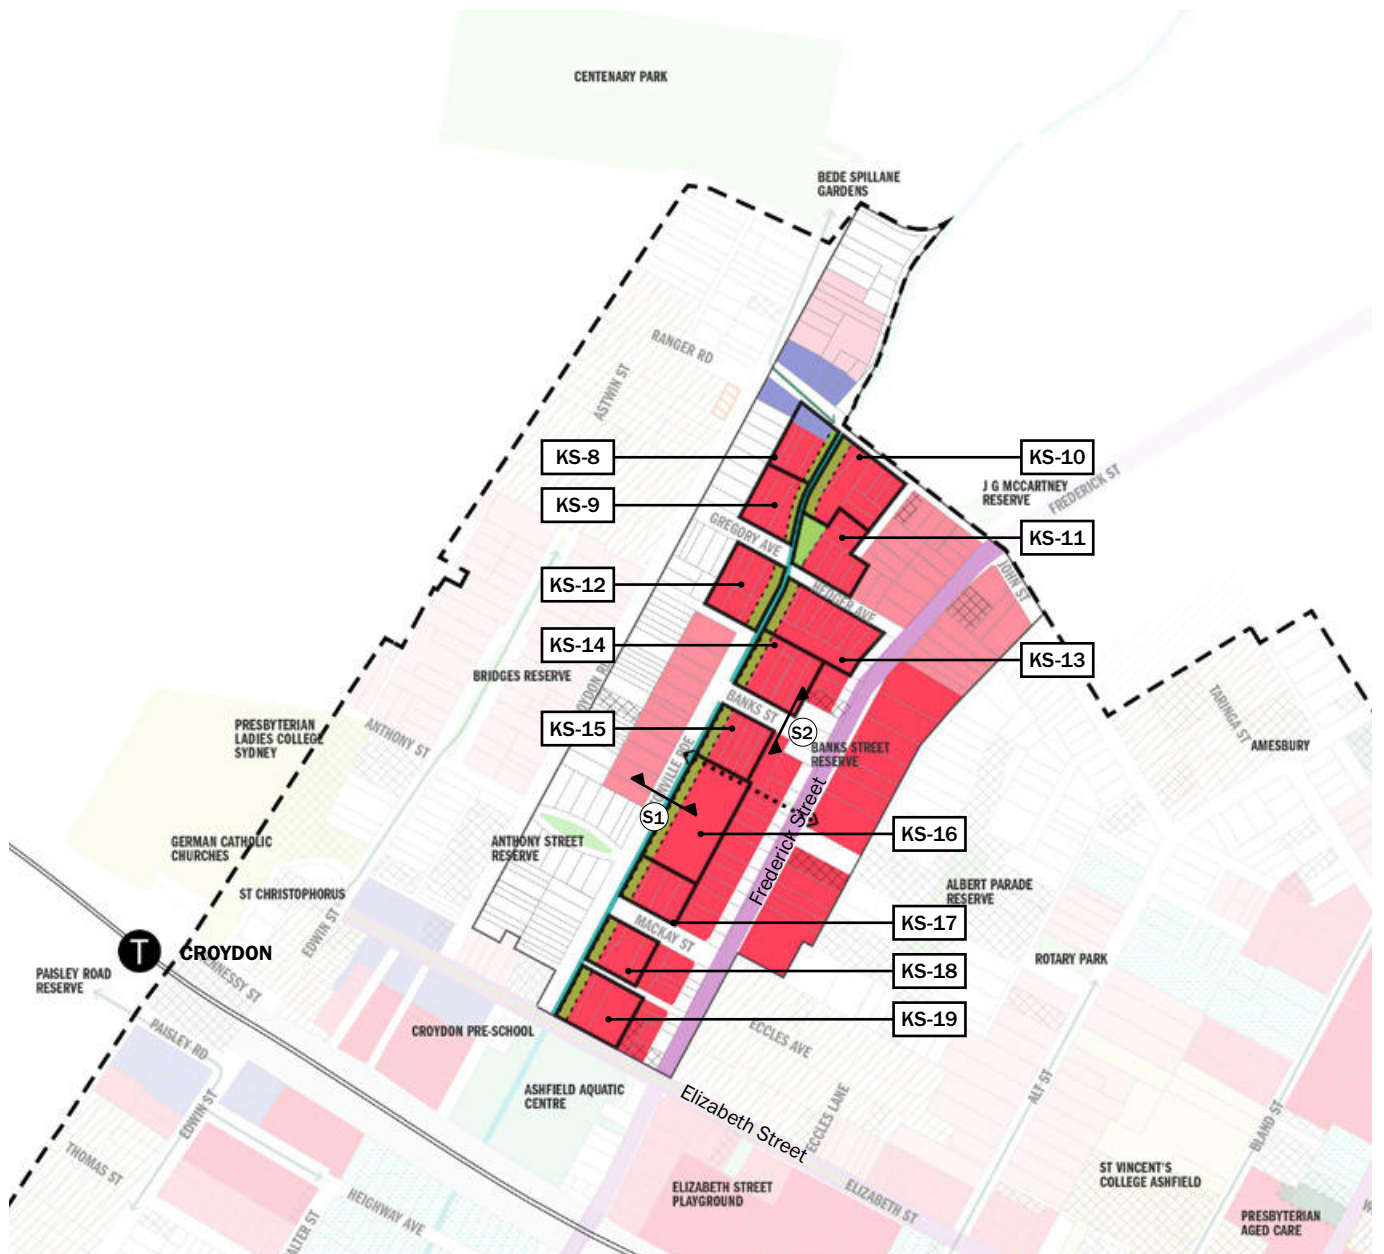 CENTENARY PARK
BEDE SPILLANE
GARDENS
RANGER RD
ASTWIN ST
KS-8
KS-10
J G MCCARTNEY
RESERVE
FREDERICK ST
KS-9
GREGORY AVE
KS-11
JOHN ST
KS-12
HEDGER AVE
KS-14
KS-13
BRIDGES RESERVE
BANKS ST
TARINGA ST
PRESBYTERIAN
LADIES COLLEGE
SYDNEY
ANTHONY ST
KS-15
S2
BANKS STREET
RESERVE
AMESBURY
S1
Frederick Street
KS-16
GERMAN CATHOLIC
CHURCHES
ANTHONY STREET
RESERVE
ST CHRISTOPHORUS
ALBERT PARADE
RESERVE
EDWIN ST
KS-17
MACKAY ST
T
CROYDON
KS-18
ROTARY PARK
PAISLEY ROAD
RESERVE
KS-19
PAISLEY RD
CROYDON PRE-SCHOOL
ECCLES AVE
ASHFIELD AQUATIC
CENTRE
EDWIN ST
ALT ST
Elizabeth Street
ECCLES LANE
BLAND ST
THOMAS ST
ST VINCENT'S
COLLEGE ASHFIELD
ELIZABETH STREET
PLAYGROUND
ELIZABETH ST
HEIGHWAY AVE
PRESBYTERIAN
AGED CARE